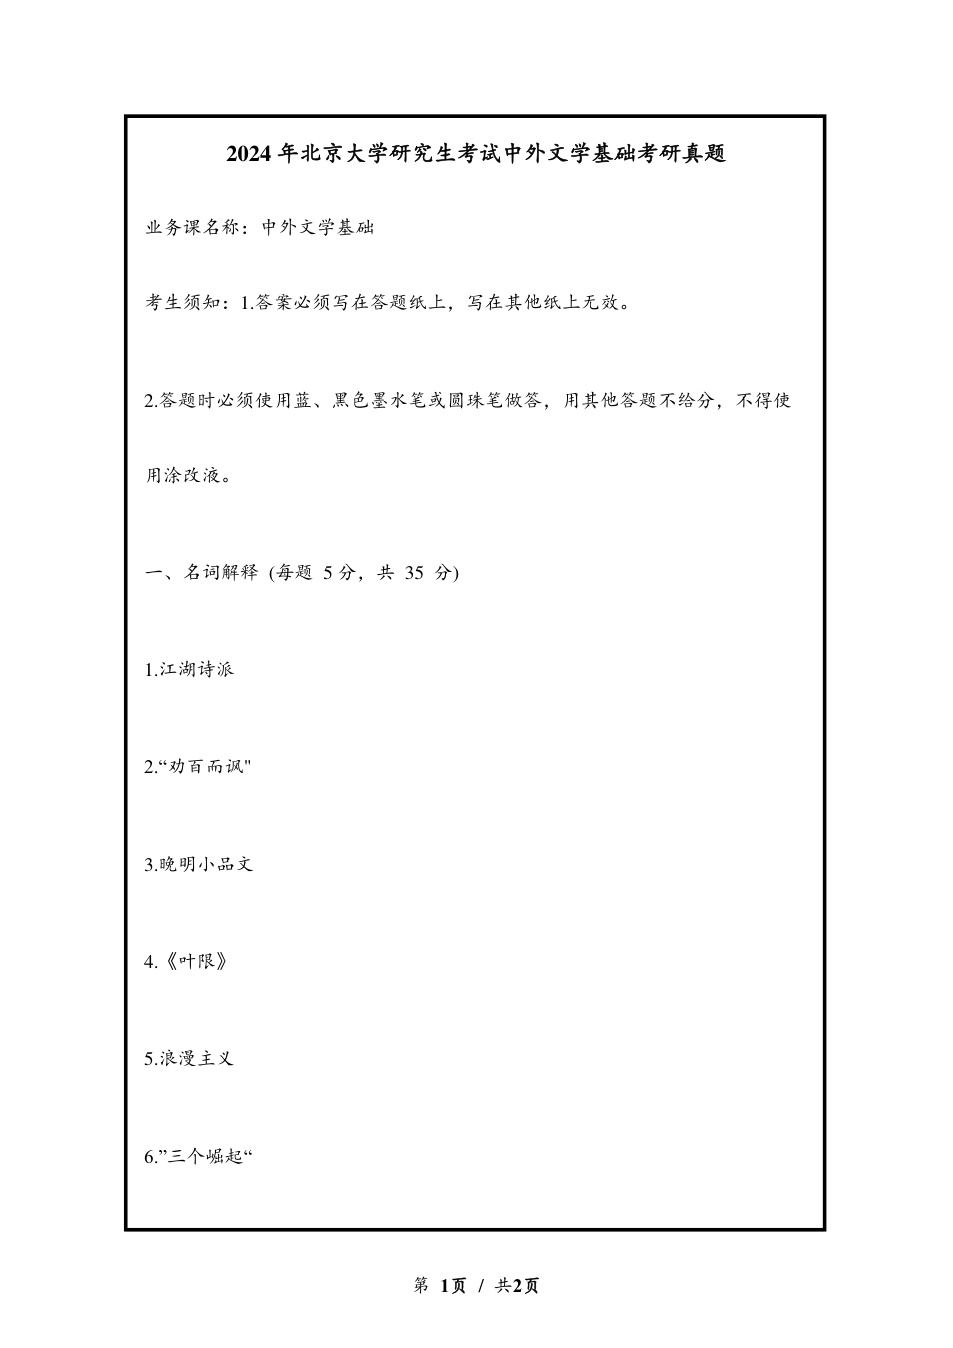 2024 年北京大学研究生考试中外文学基础考研真题
业务课名称：中外文学基础
考生须知：1.答案必须写在答题纸上，写在其他纸上无效。
2.答题时必须使用蓝、黑色墨水笔或圆珠笔做答，用其他答题不给分，不得使
用涂改液。
一、名词解释 (每题 5 分，共 35 分)
1.江湖诗派
2.“劝百而讽"
3.晚明小品文
4.《叶限》
5.浪漫主义
6.”三个崛起“
第 1页 / 共2页